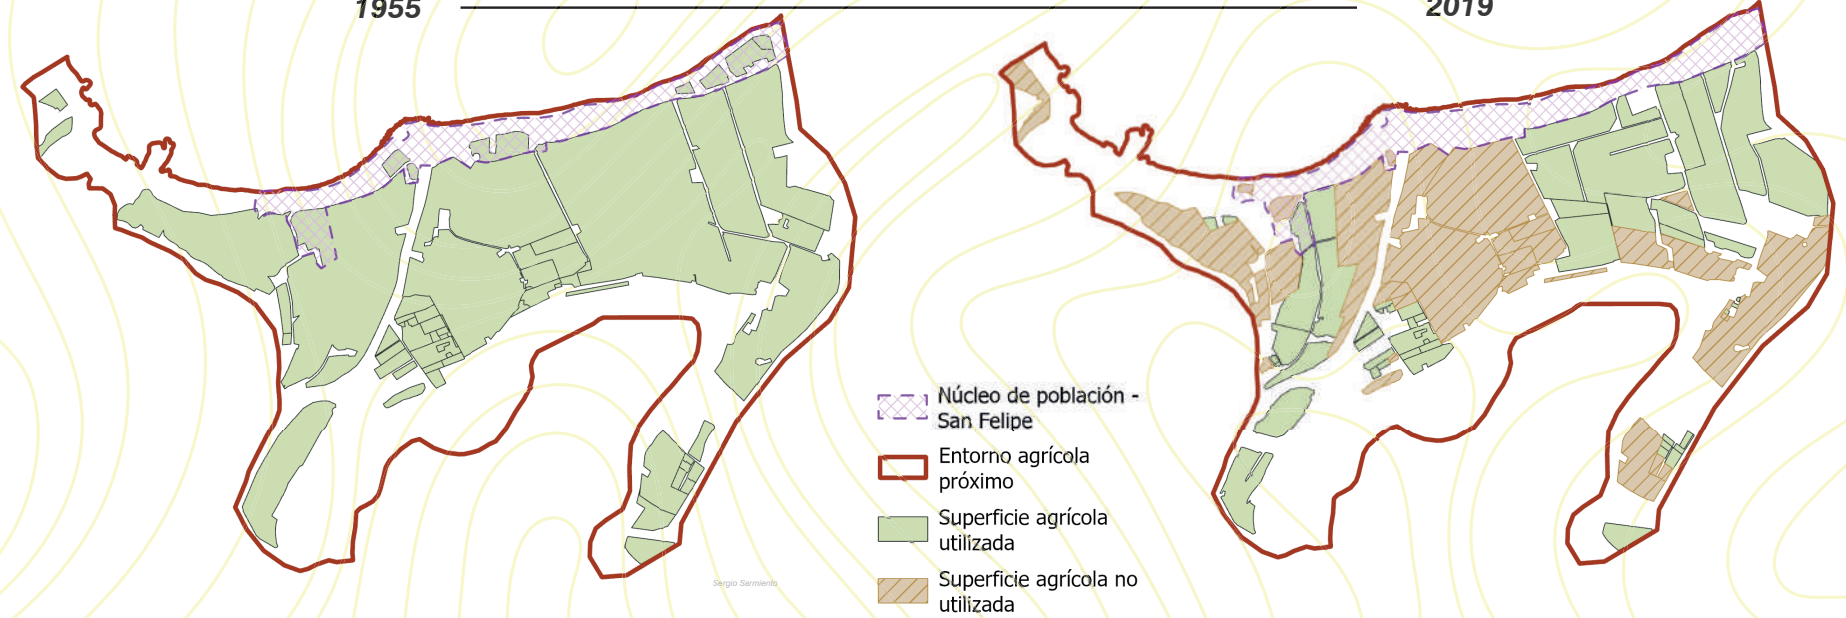 1955
2019
Núcleo de población -
San Felipe
Entorno agrícola
próximo
Superficie agrícola
utilizada
Superficie agrícola no
utilizada
Sergio Sarmiento